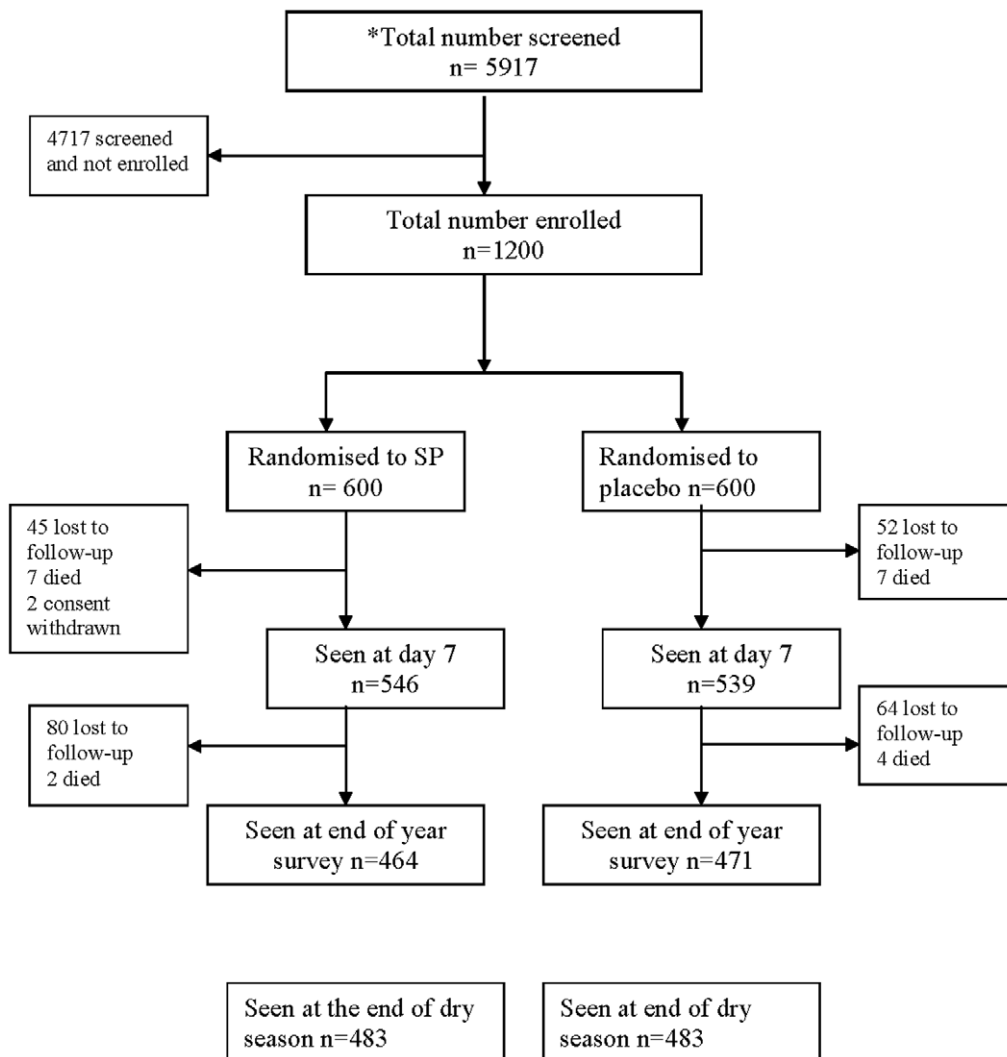 *Total number screened
n= 5917
4717 screened
and not enrolled
Total number enrolled
n=1200
Randomised to SP
n= 600
Randomised to
placebo n=600
45 lost to
follow-up
7 died
2 consent
withdrawn
52 lost to
follow-up
7 died
Seen at day 7
n=546
Seen at day 7
n=539
80 lost to
follow-up
2 died
64 lost to
follow-up
4 died
Seen at end of year
survey n=464
Seen at end of year
survey n=471
Seen at the end of dry
season n=483
Seen at end of dry
season n=483